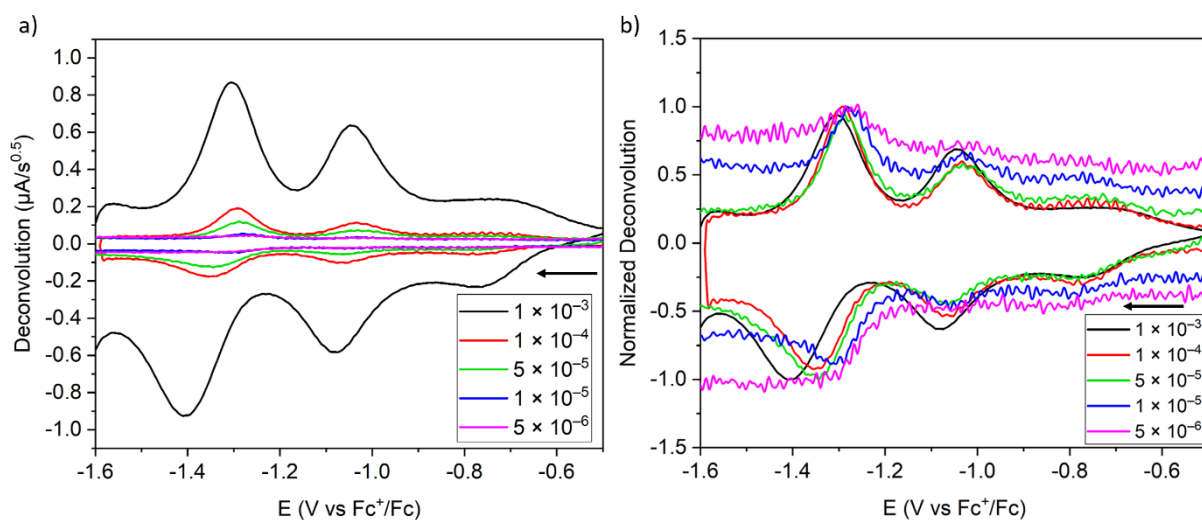 a)
Deconvolution (µA/s^0.5)
1.0
0.8
0.6
0.4
0.2
0.0
-0.2
-0.4
-0.6
-0.8
-1.0
-1.6
-1.4
-1.2
-1.0
-0.8
-0.6
E (V vs Fc⁺/Fc)
1 × 10⁻³
1 × 10⁻⁴
5 × 10⁻⁵
1 × 10⁻⁵
5 × 10⁻⁶
b)
Normalized Deconvolution
1.5
1.0
0.5
0.0
-0.5
-1.0
-1.5
-1.6
-1.4
-1.2
-1.0
-0.8
-0.6
E (V vs Fc⁺/Fc)
1 × 10⁻³
1 × 10⁻⁴
5 × 10⁻⁵
1 × 10⁻⁵
5 × 10⁻⁶